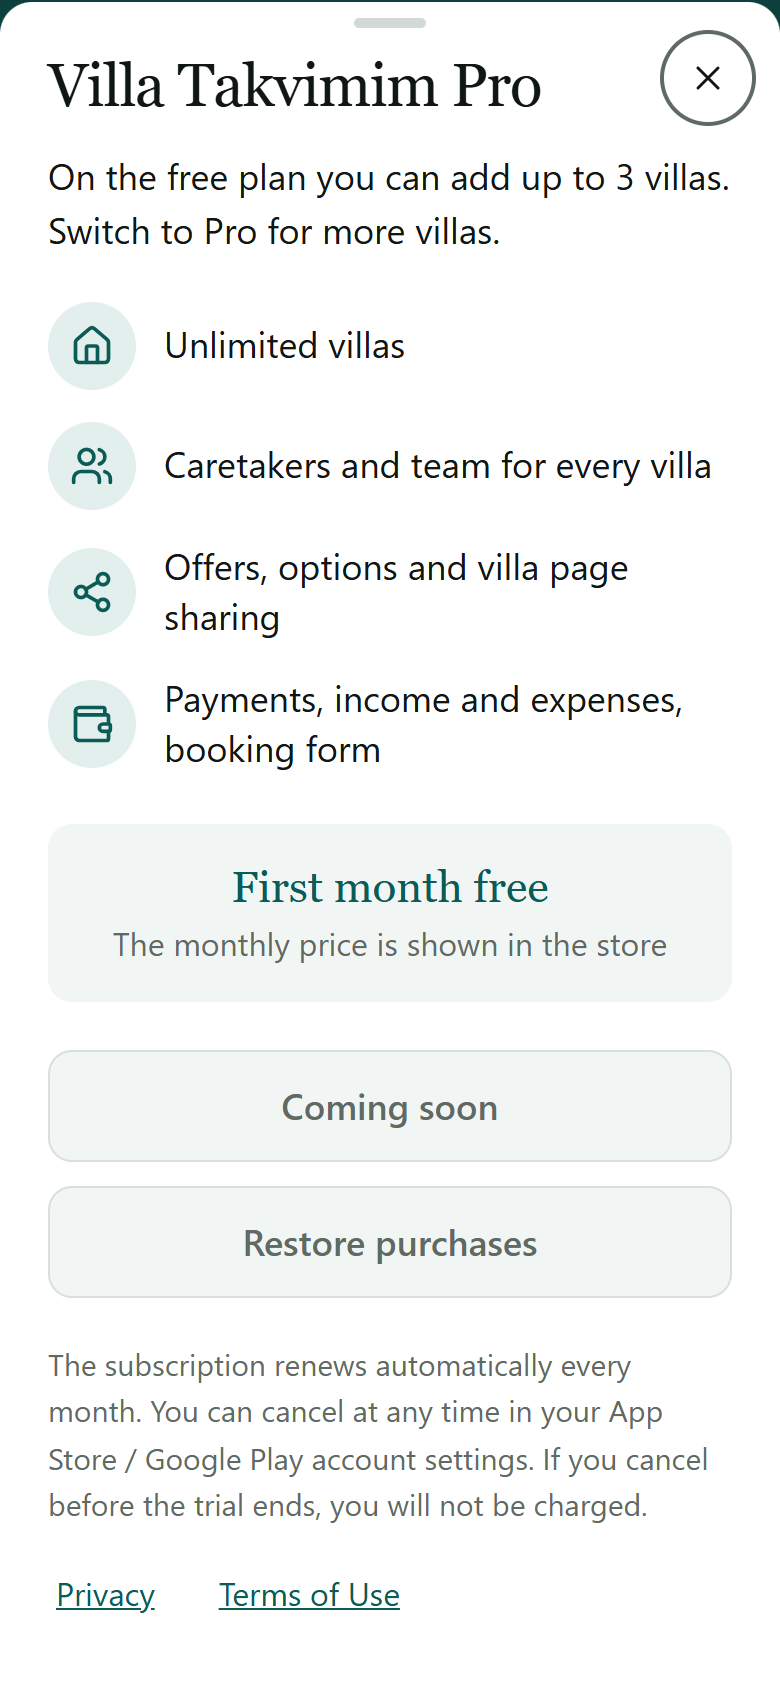 Villa Takvimim Pro
On the free plan you can add up to 3 villas.
Switch to Pro for more villas.
Unlimited villas
Caretakers and team for every villa
Offers, options and villa page
sharing
Payments, income and expenses,
booking form
First month free
The monthly price is shown in the store
Coming soon
Restore purchases
The subscription renews automatically every
month. You can cancel at any time in your App
Store / Google Play account settings. If you cancel
before the trial ends, you will not be charged.
Privacy
Terms of Use